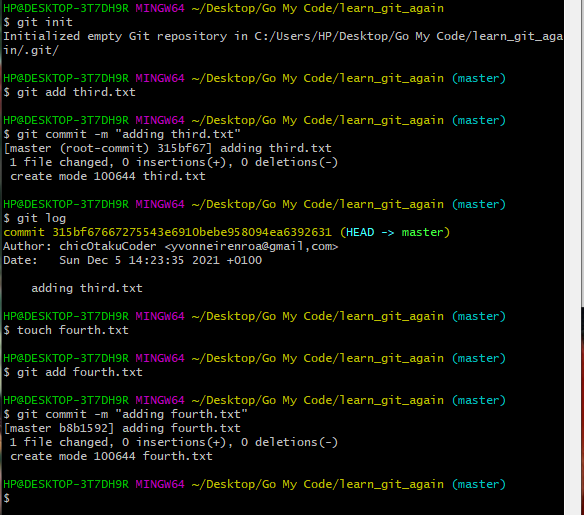 HP@DESKTOP-3T7DH9R MINGW64 ~/Desktop/Go My Code/learn_git_again
$ git init
Initialized empty Git repository in C:/Users/HP/Desktop/Go My Code/learn_git_aga
in/.git/
HP@DESKTOP-3T7DH9R MINGW64 ~/Desktop/Go My Code/learn_git_again (master)
$ git add third.txt
HP@DESKTOP-3T7DH9R MINGW64 ~/Desktop/Go My Code/learn_git_again (master)
$ git commit -m "adding third.txt"
[master (root-commit) 315bf67] adding third.txt
 1 file changed, 0 insertions(+), 0 deletions(-)
 create mode 100644 third.txt
HP@DESKTOP-3T7DH9R MINGW64 ~/Desktop/Go My Code/learn_git_again (master)
$ git log
commit 315bf67667275543e6910bebe958094ea6392631 (HEAD -> master)
Author: chicOtakuCoder <yvonneirenroa@gmail,com>
Date:   Sun Dec 5 14:23:35 2021 +0100
    adding third.txt
HP@DESKTOP-3T7DH9R MINGW64 ~/Desktop/Go My Code/learn_git_again (master)
$ touch fourth.txt
HP@DESKTOP-3T7DH9R MINGW64 ~/Desktop/Go My Code/learn_git_again (master)
$ git add fourth.txt
HP@DESKTOP-3T7DH9R MINGW64 ~/Desktop/Go My Code/learn_git_again (master)
$ git commit -m "adding fourth.txt"
[master b8b1592] adding fourth.txt
 1 file changed, 0 insertions(+), 0 deletions(-)
 create mode 100644 fourth.txt
HP@DESKTOP-3T7DH9R MINGW64 ~/Desktop/Go My Code/learn_git_again (master)
$